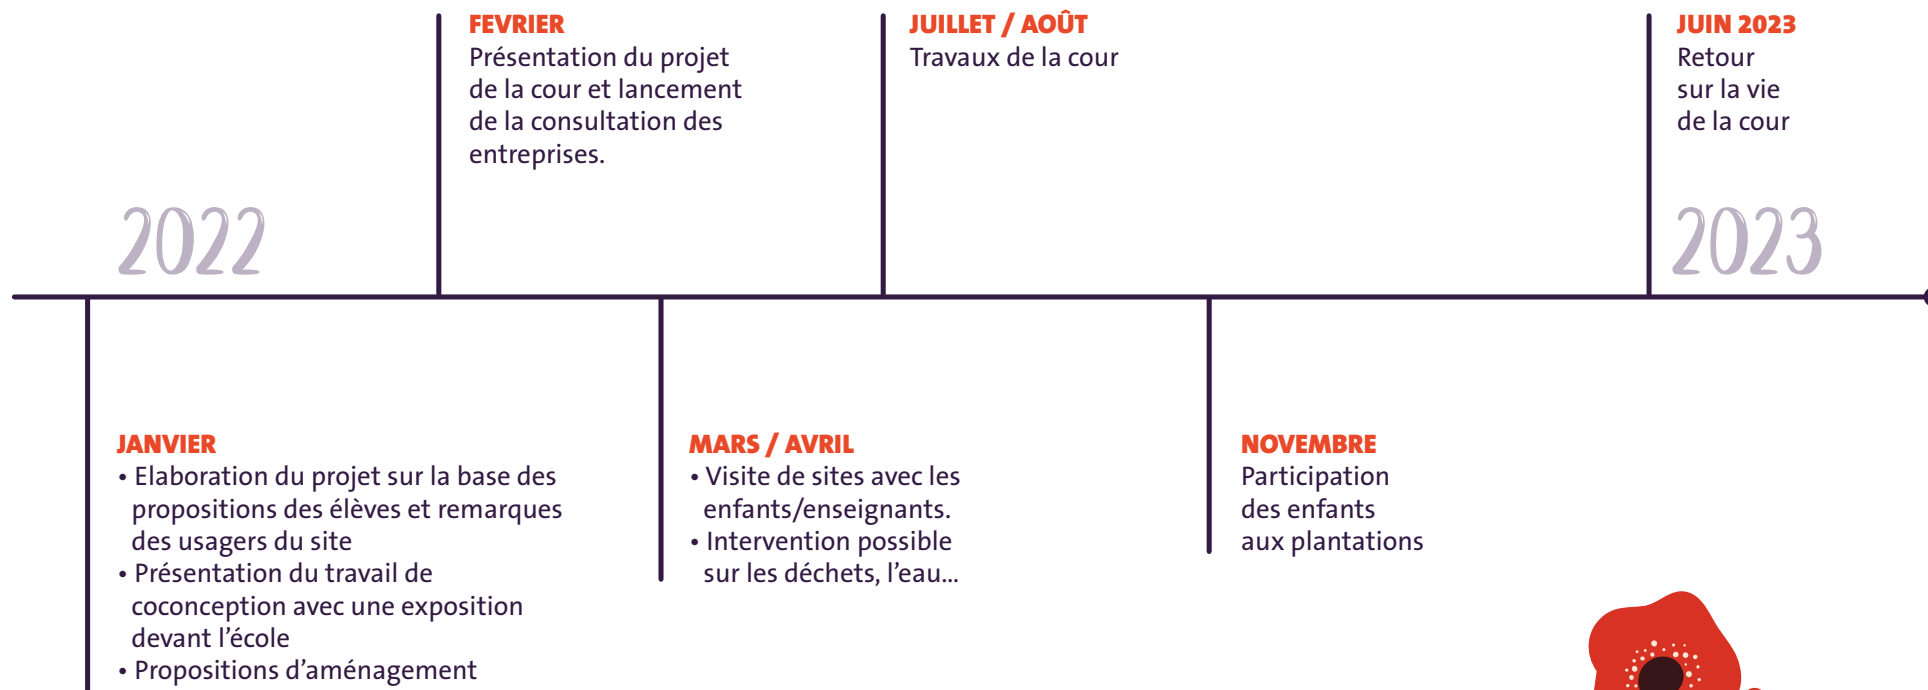 FEVRIER
Présentation du projet
de la cour et lancement
de la consultation des
entreprises.
JUILLET / AOÛT
Travaux de la cour
JUIN 2023
Retour
sur la vie
de la cour
2022
2023
JANVIER
• Elaboration du projet sur la base des
propositions des élèves et remarques
des usagers du site
• Présentation du travail de
coconception avec une exposition
devant l’école
• Propositions d’aménagement
MARS / AVRIL
• Visite de sites avec les
enfants/enseignants.
• Intervention possible
sur les déchets, l’eau...
NOVEMBRE
Participation
des enfants
aux plantations